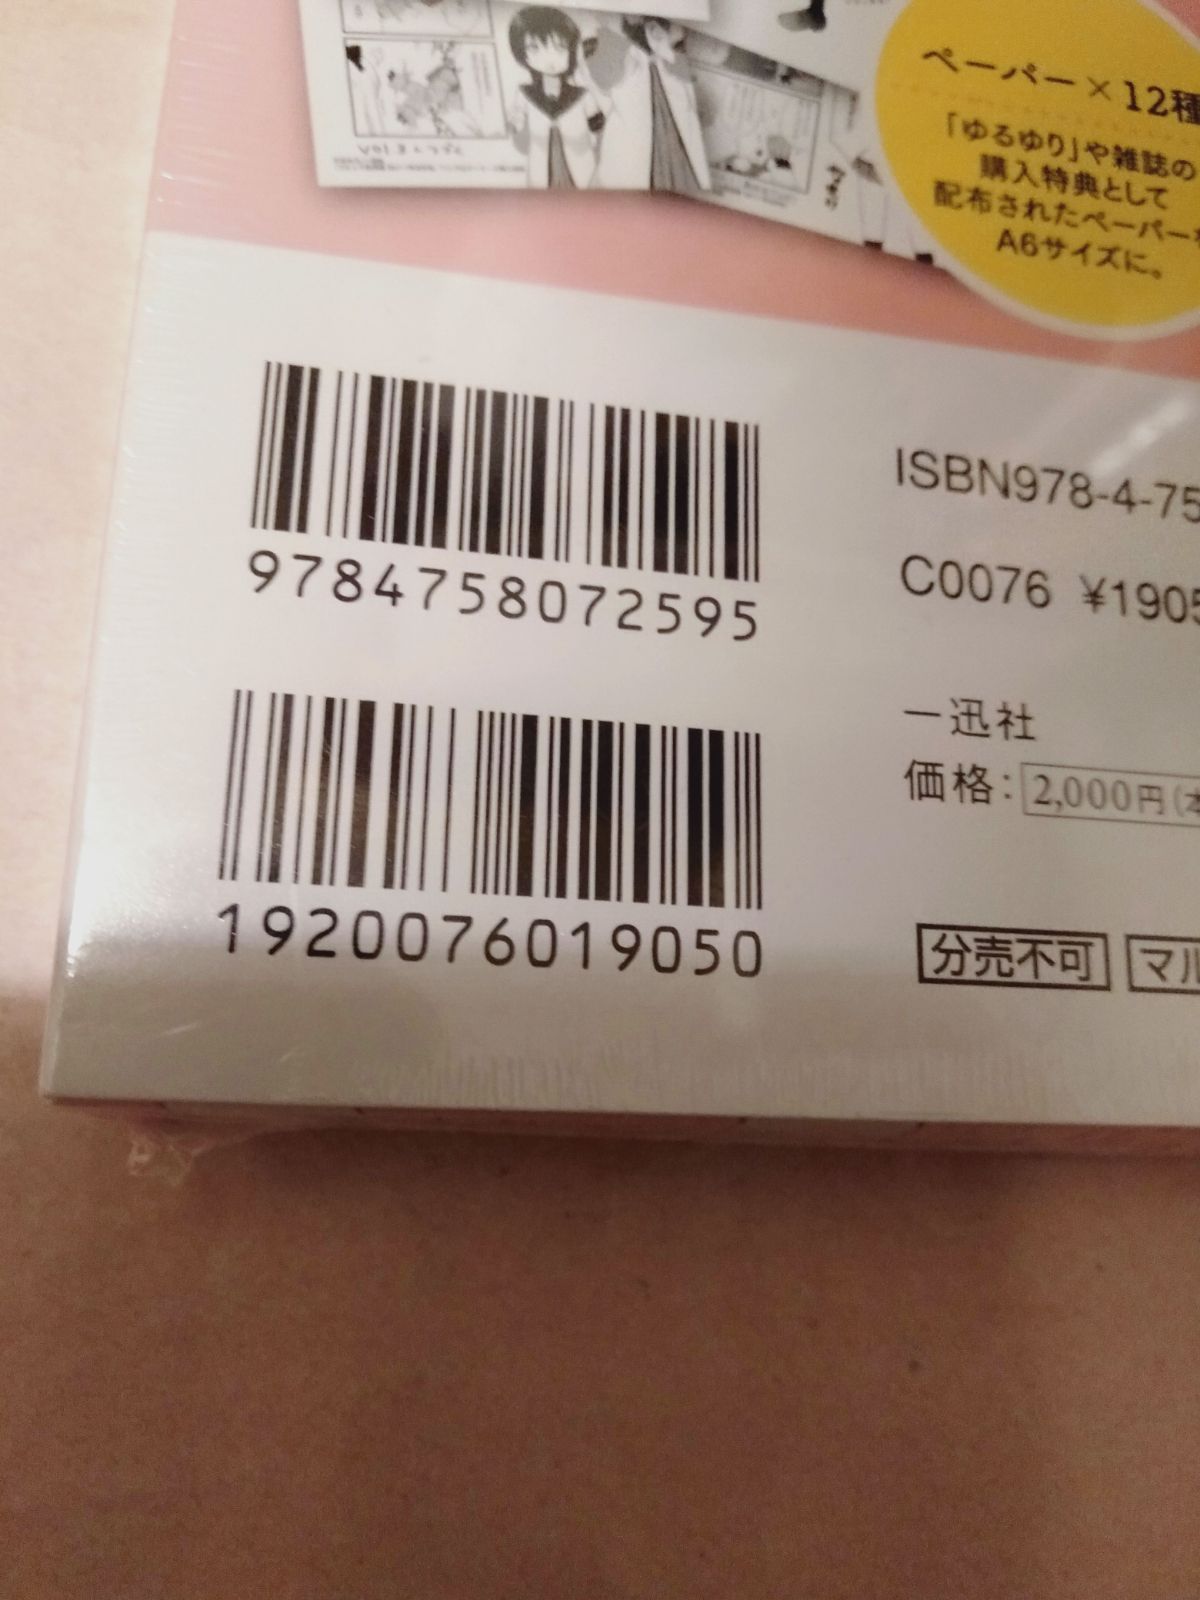 ペーパー×12種
「ゆるゆり」や雑誌の
購入特典として
配布されたペーパー
A6サイズに。
ISBN978-4-75
9784758072595
C0076 ¥1905
一迅社
価格：2,000円(本
1920076019050
分売不可 マル